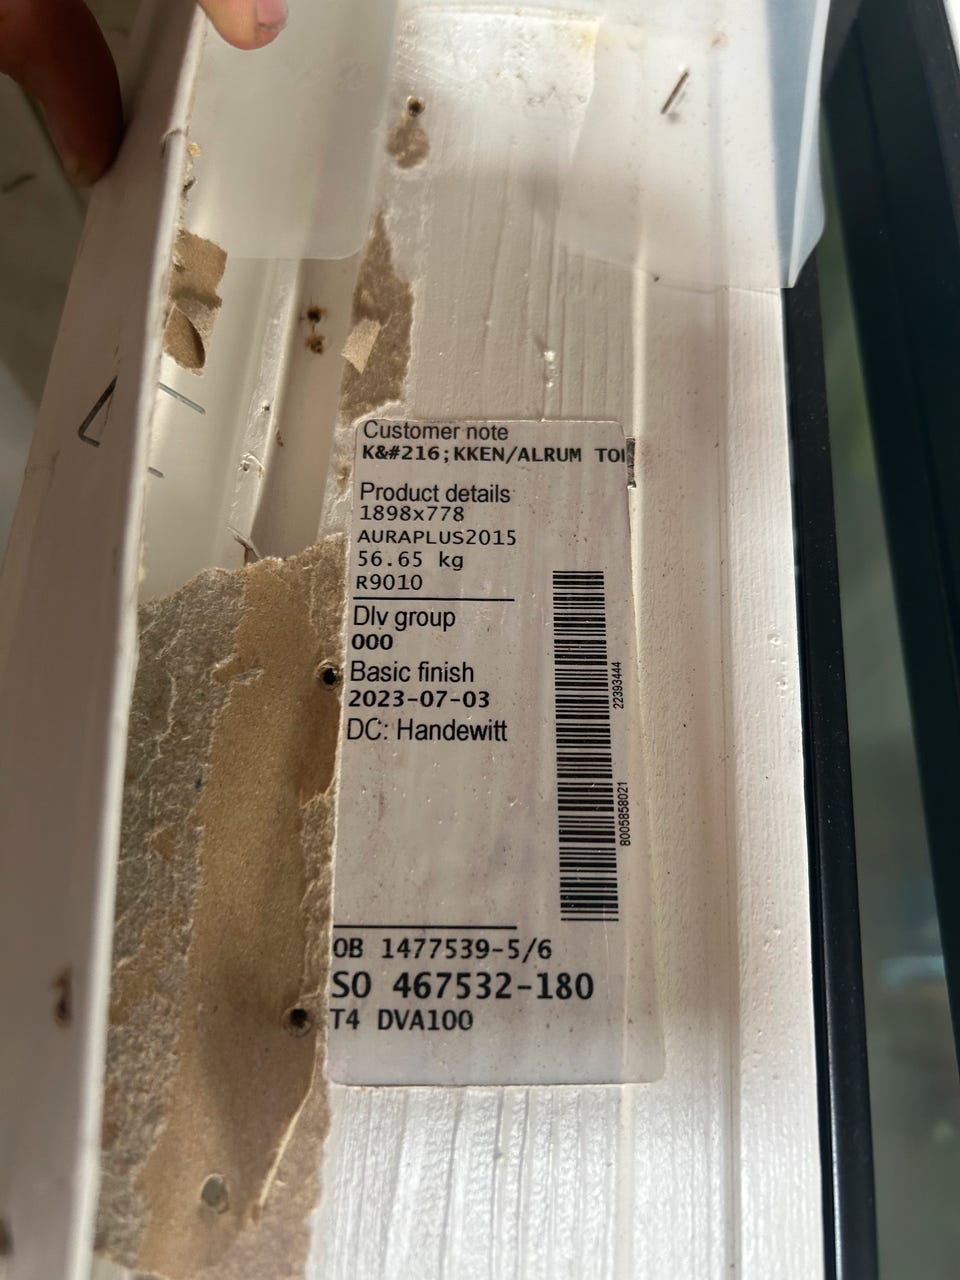 Customer note
K&#216;KKEN/ALRUM
Product details
1898x778
AURAPLUS2015
56.65 kg
R9010
Dlv group
000
Basic finish
2023-07-03
DC: Handewitt
22393444
8005858021
OB 1477539-5/6
SO 467532-180
T4 DVA100